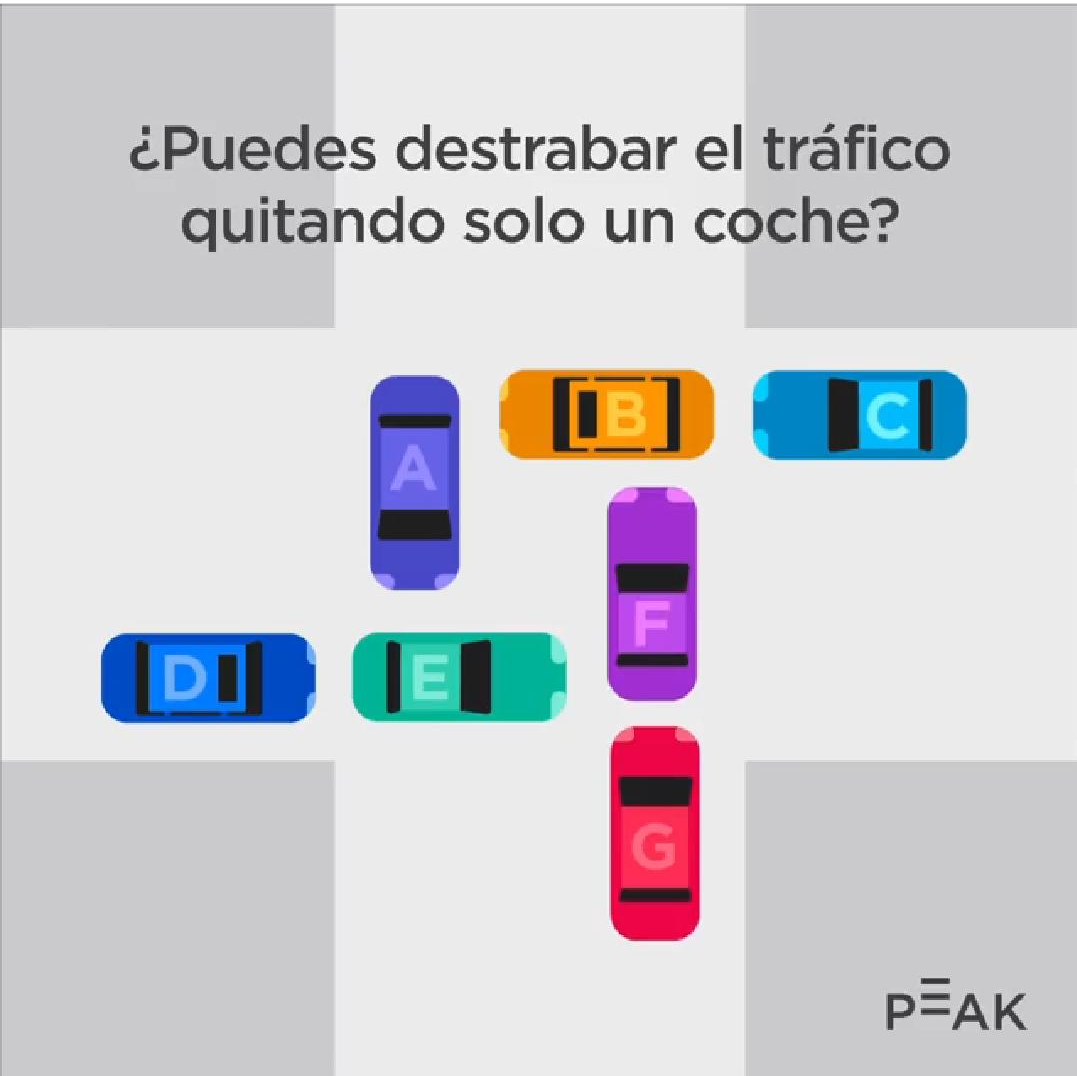 ¿Puedes destrabar el tráfico
quitando solo un coche?
B
C
A
F
D
E
G
PEAK